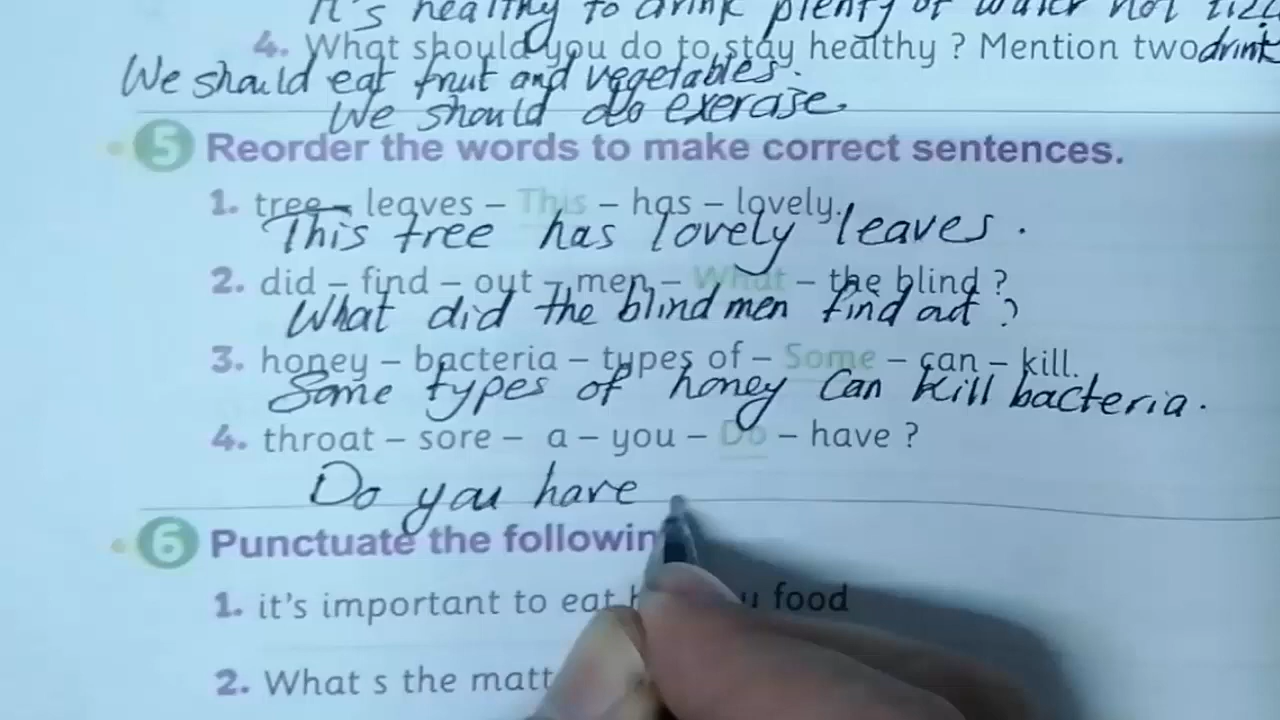 It's healthy to drink plenty of water not fizzy
4. What should you do to stay healthy ? Mention two drink
We should eat fruit and vegetables.
We should do exercise.
5 Reorder the words to make correct sentences.
1. tree – leaves – This – has – lovely.
This tree has lovely leaves .
2. did – find – out – men – What – the blind ?
What did the blind men find out ?
3. honey – bacteria – types of – Some – can – kill.
Some types of honey Can Kill bacteria .
4. throat – sore – a – you – Do – have ?
Do you have
6 Punctuate the followin
1. it's important to eat food
2. What s the matt